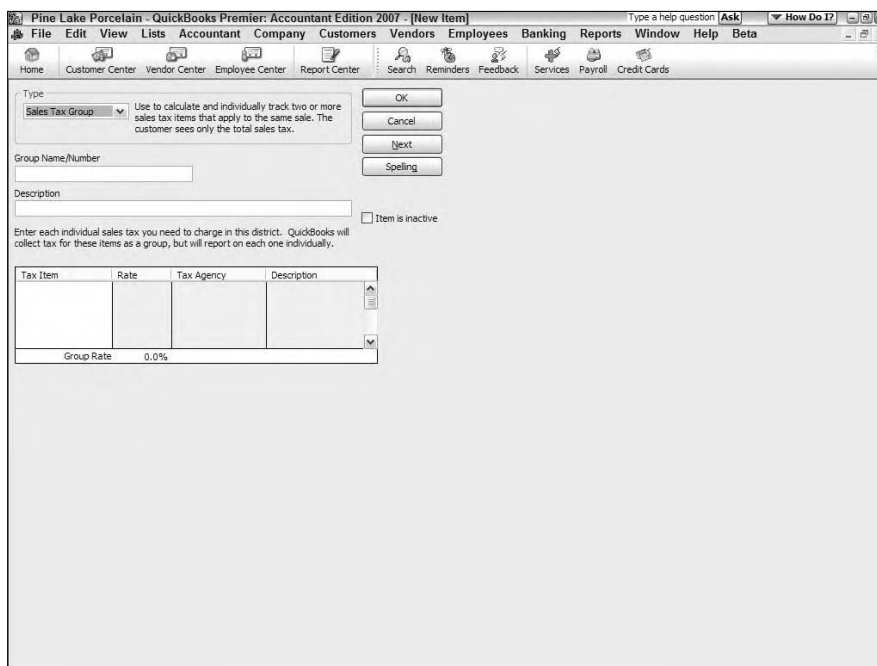 Pine Lake Porcelain - QuickBooks Premier: Accountant Edition 2007 - [New Item]
Type a help question Ask How Do I?
File Edit View Lists Accountant Company Customers Vendors Employees Banking Reports Window Help Beta
Home Customer Center Vendor Center Employee Center Report Center Search Reminders Feedback Services Payroll Credit Cards
Type
Sales Tax Group
Use to calculate and individually track two or more
sales tax items that apply to the same sale. The
customer sees only the total sales tax.
OK
Cancel
Next
Spelling
Group Name/Number
Description
Item is inactive
Enter each individual sales tax you need to charge in this district. QuickBooks will
collect tax for these items as a group, but will report on each one individually.
Tax Item Rate Tax Agency Description
Group Rate 0.0%